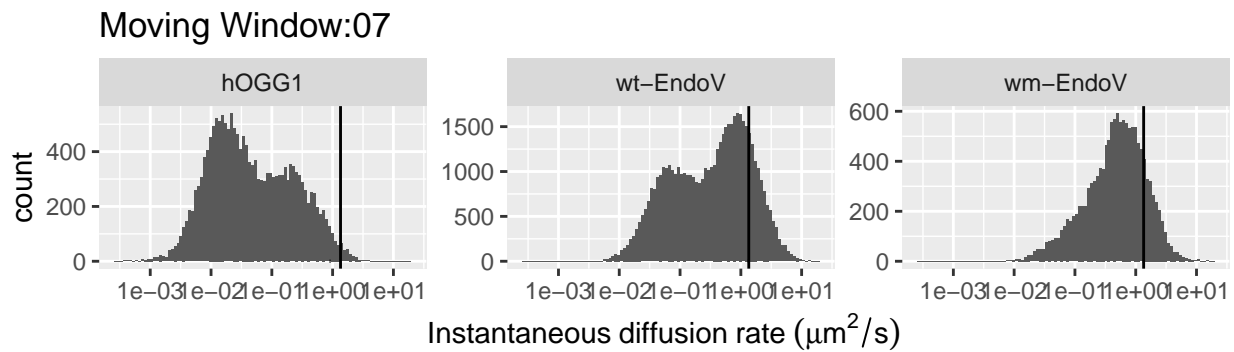 Moving Window:07
hOGG1
wt−EndoV
wm−EndoV
count
400
200
0
1500
1000
500
0
600
400
200
0
1e−03 1e−02 1e−01 1e+00 1e+01
1e−03 1e−02 1e−01 1e+00 1e+01
1e−03 1e−02 1e−01 1e+00 1e+01
Instantaneous diffusion rate (μm²/s)